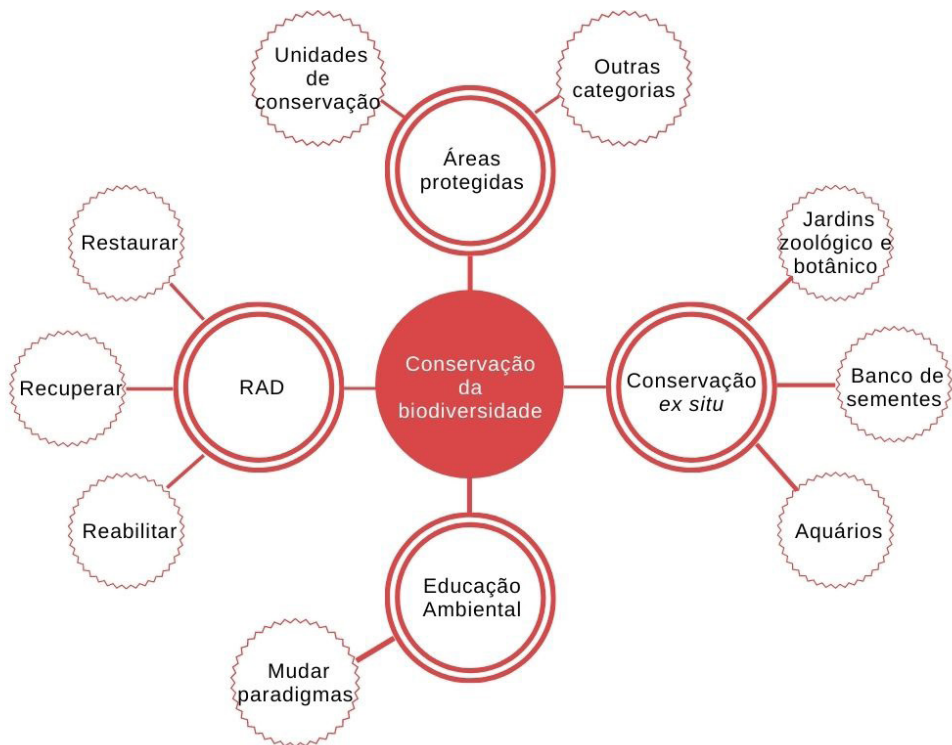 Unidades
de
conservação
Outras
categorias
Áreas
protegidas
Restaurar
Recuperar
Reabilitar
RAD
Conservação
da
biodiversidade
Conservação
ex situ
Jardins
zoológico e
botânico
Banco de
sementes
Aquários
Educação
Ambiental
Mudar
paradigmas